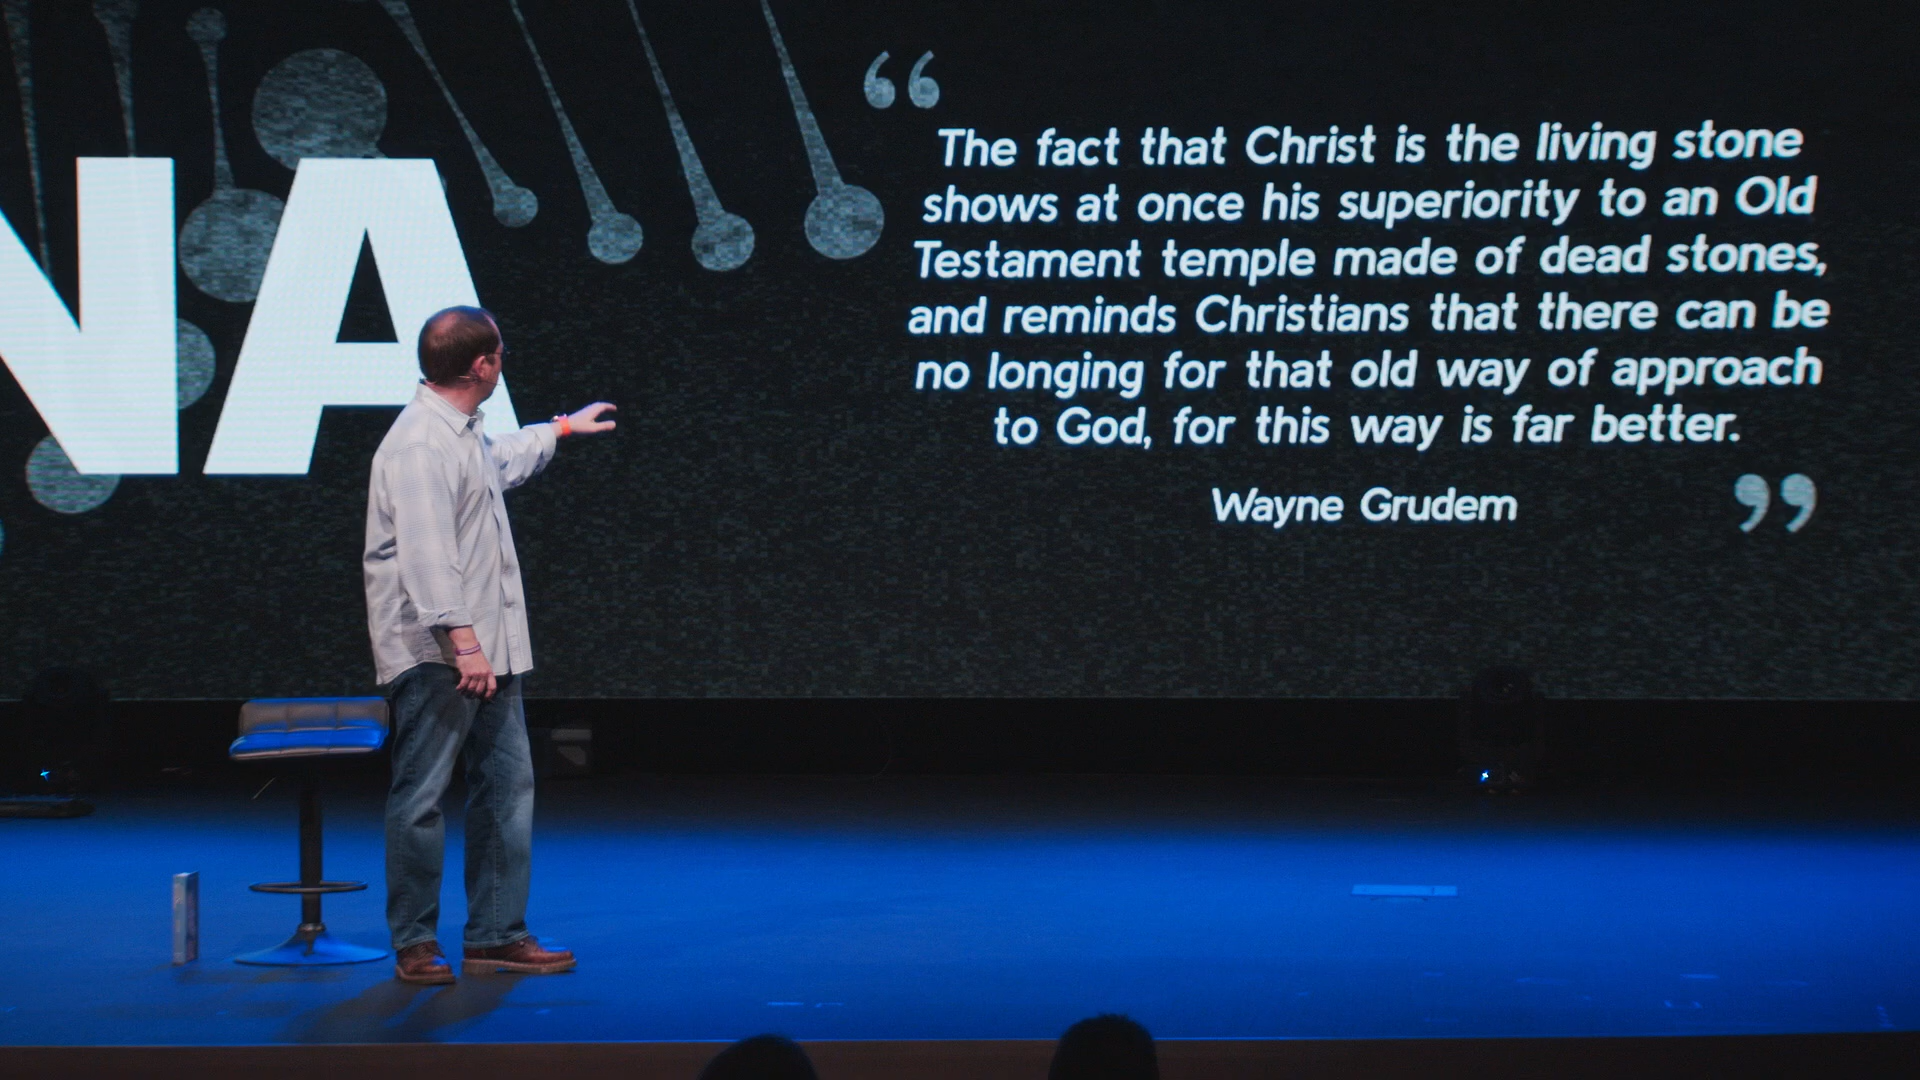 NA
“
The fact that Christ is the living stone
shows at once his superiority to an Old
Testament temple made of dead stones,
and reminds Christians that there can be
no longing for that old way of approach
to God, for this way is far better.
Wayne Grudem
”